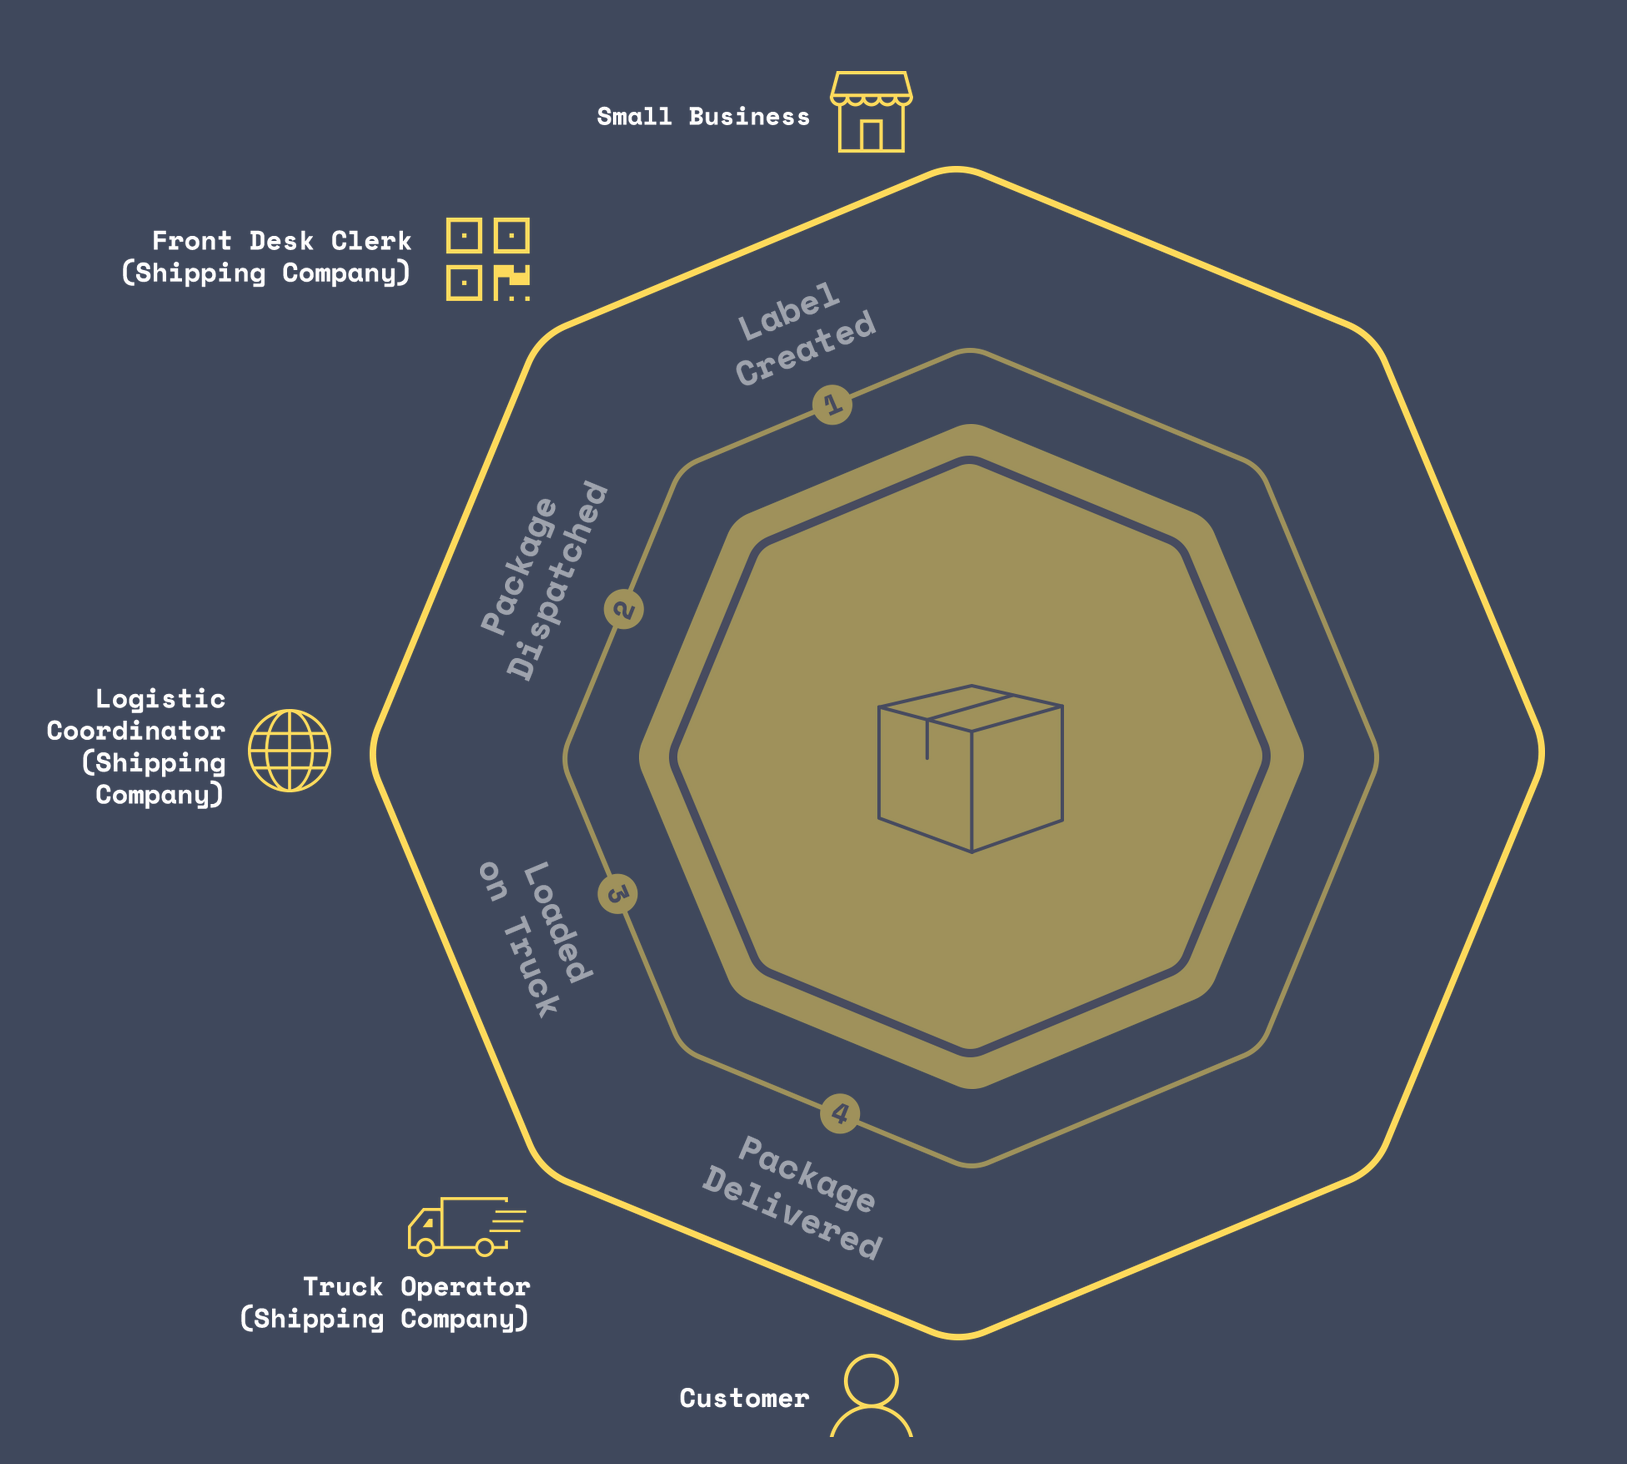 Small Business
Front Desk Clerk
(Shipping Company)
Label
Created
1
Package
Dispatched
2
Logistic
Coordinator
(Shipping
Company)
Loaded
on Truck
3
4
Package
Delivered
Truck Operator
(Shipping Company)
Customer